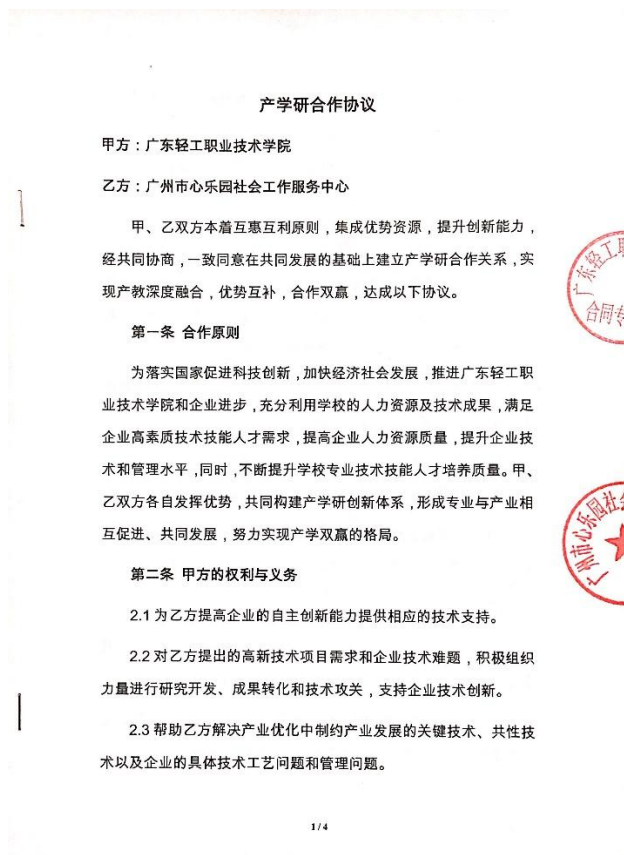 产学研合作协议
甲方：广东轻工职业技术学院
乙方：广州市心乐园社会工作服务中心
甲、乙双方本着互惠互利原则，集成优势资源，提升创新能力，
经共同协商，一致同意在共同发展的基础上建立产学研合作关系，实
现产教深度融合，优势互补，合作双赢，达成以下协议。
第一条 合作原则
为落实国家促进科技创新，加快经济社会发展，推进广东轻工职
业技术学院和企业进步，充分利用学校的人力资源及技术成果，满足
企业高素质技术技能人才需求，提高企业人力资源质量，提升企业技
术和管理水平，同时，不断提升学校专业技术技能人才培养质量。甲、
乙双方各自发挥优势，共同构建产学研创新体系，形成专业与产业相
互促进、共同发展，努力实现产学双赢的格局。
第二条 甲方的权利与义务
2.1 为乙方提高企业的自主创新能力提供相应的技术支持。
2.2 对乙方提出的高新技术项目需求和企业技术难题，积极组织
力量进行研究开发、成果转化和技术攻关，支持企业技术创新。
2.3 帮助乙方解决产业优化中制约产业发展的关键技术、共性技
术以及企业的具体技术工艺问题和管理问题。
1/4
广东轻工职
合同专
广州市心乐园社会